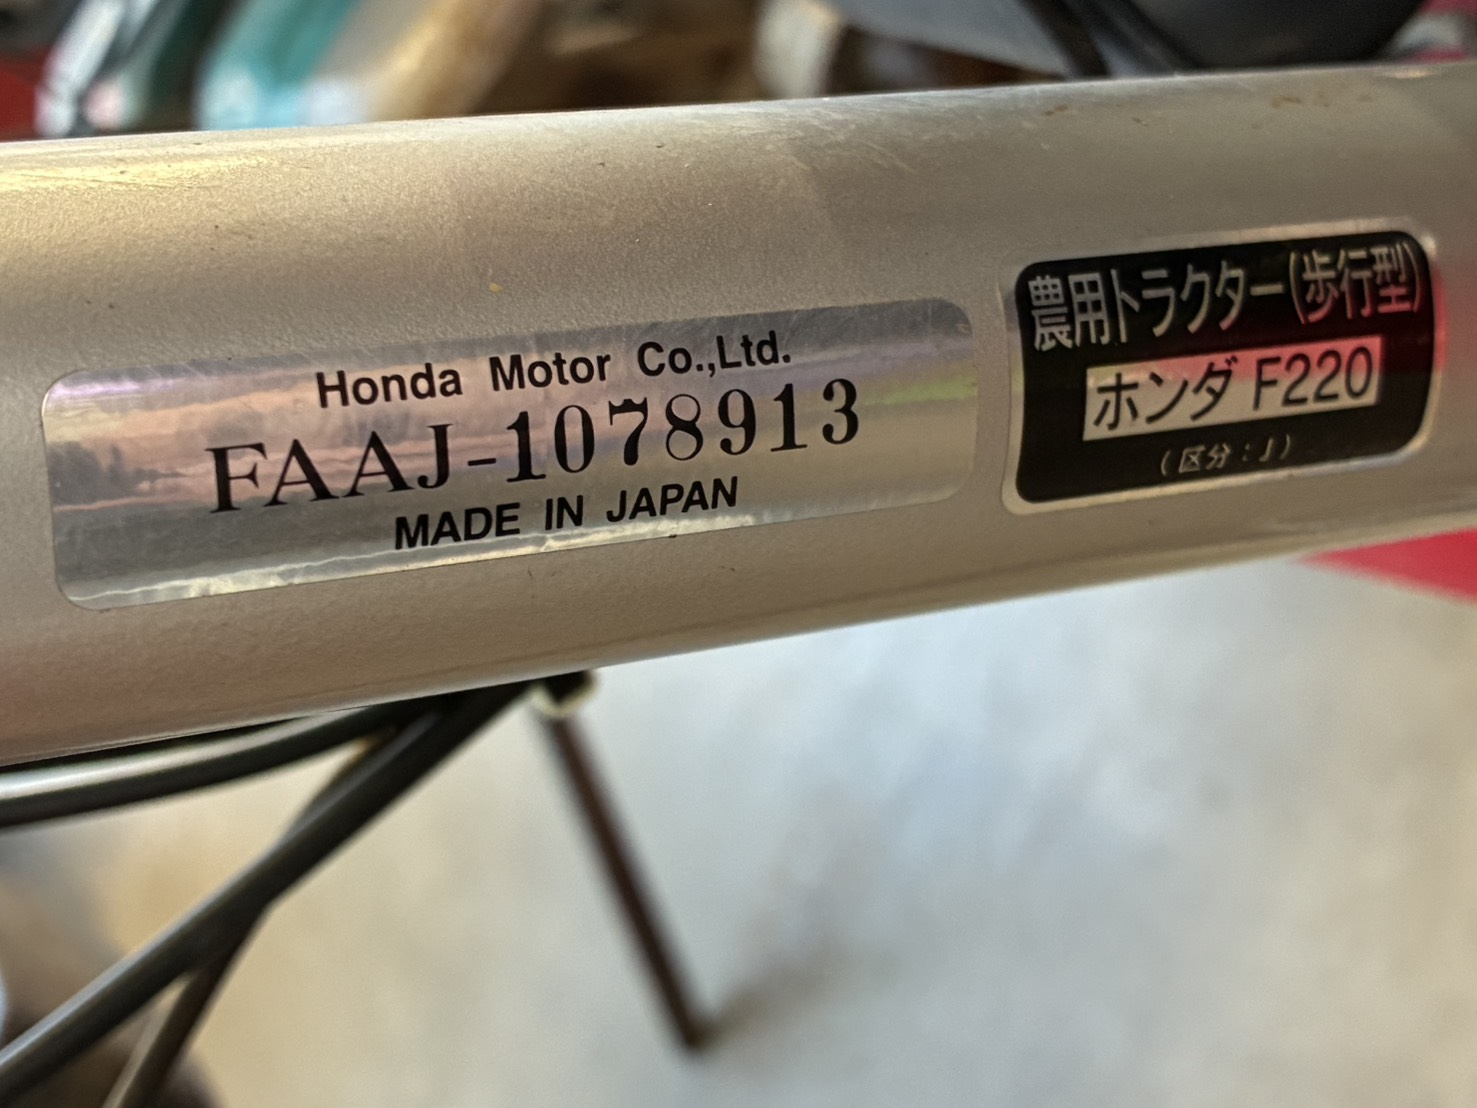 Honda Motor Co.,Ltd.
FAAJ-1078913
MADE IN JAPAN
農用トラクター(歩行型)
ホンダ F220
(区分:J)